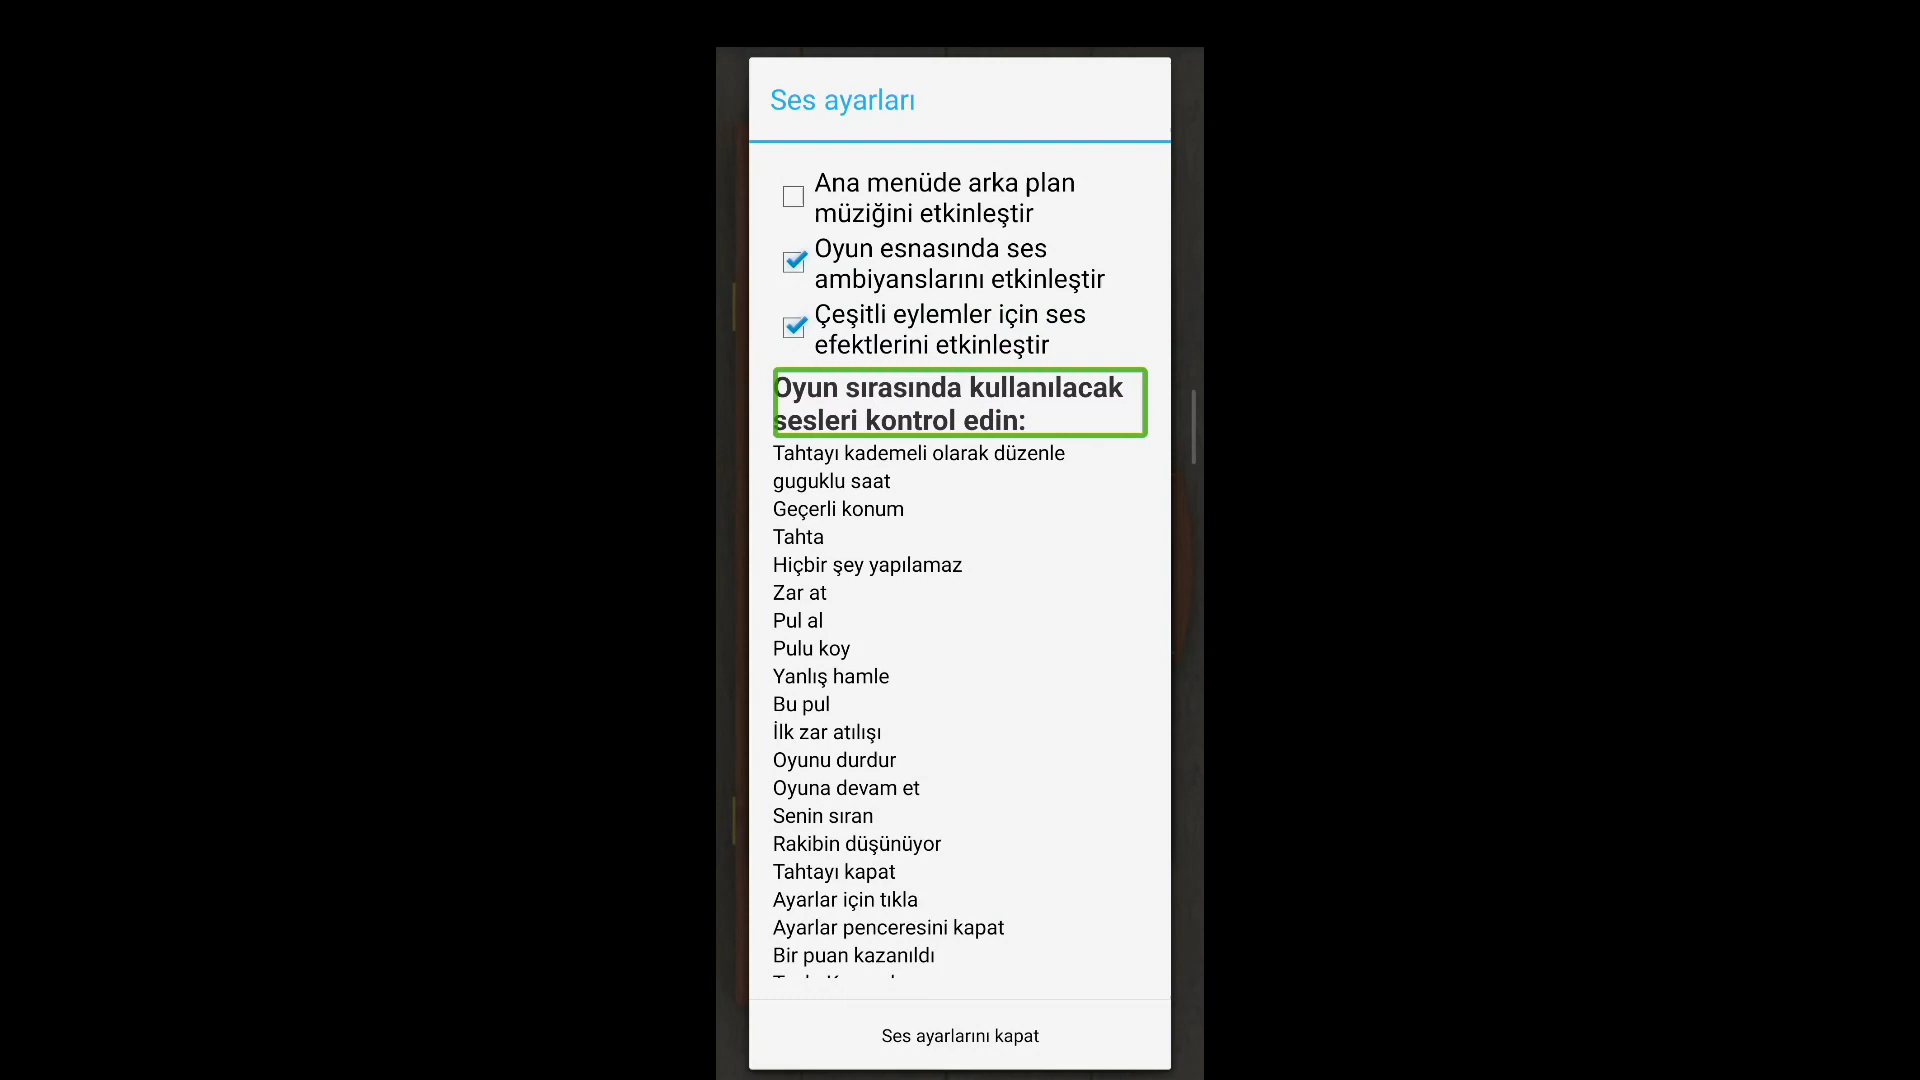 Ses ayarları
Ana menüde arka plan
müziğini etkinleştir
Oyun esnasında ses
ambiyanslarını etkinleştir
Çeşitli eylemler için ses
efektlerini etkinleştir
Oyun sırasında kullanılacak
sesleri kontrol edin:
Tahtayı kademeli olarak düzenle
guguklu saat
Geçerli konum
Tahta
Hiçbir şey yapılamaz
Zar at
Pul al
Pulu koy
Yanlış hamle
Bu pul
İlk zar atılışı
Oyunu durdur
Oyuna devam et
Senin sıran
Rakibin düşünüyor
Tahtayı kapat
Ayarlar için tıkla
Ayarlar penceresini kapat
Bir puan kazanıldı
Ses ayarlarını kapat